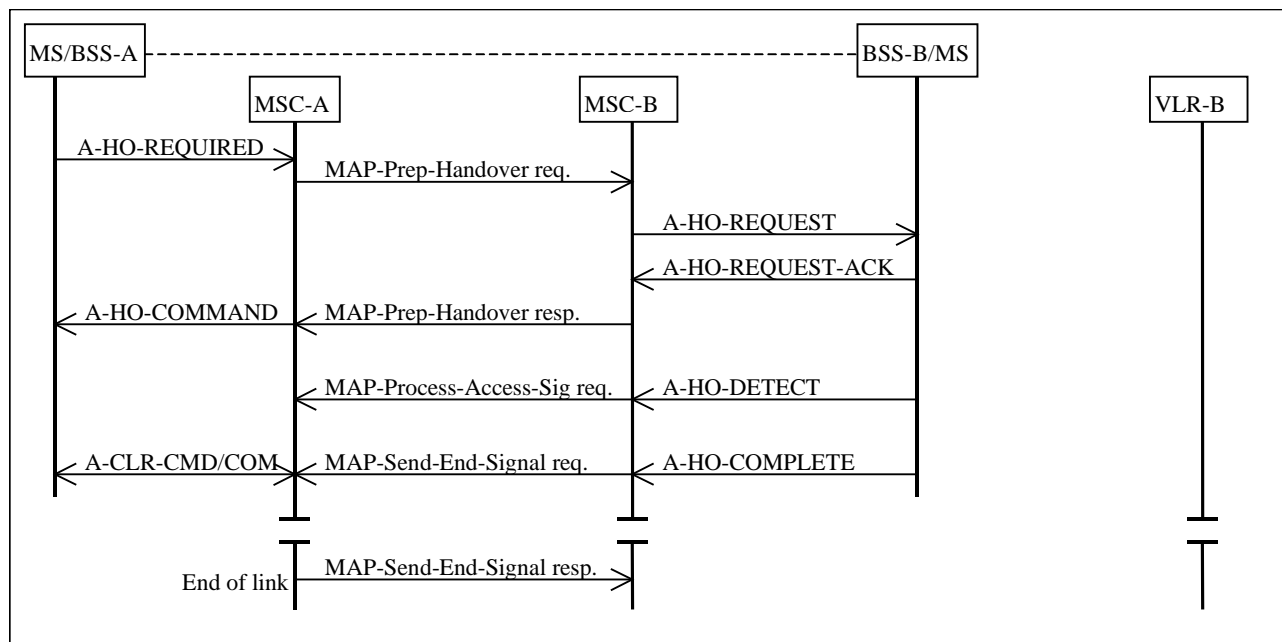 MS/BSS-A
BSS-B/MS
MSC-A
MSC-B
VLR-B
A-HO-REQUIRED
MAP-Prep-Handover req.
A-HO-REQUEST
A-HO-REQUEST-ACK
A-HO-COMMAND
MAP-Prep-Handover resp.
MAP-Process-Access-Sig req.
A-HO-DETECT
A-CLR-CMD/COM
MAP-Send-End-Signal req.
A-HO-COMPLETE
End of link
MAP-Send-End-Signal resp.